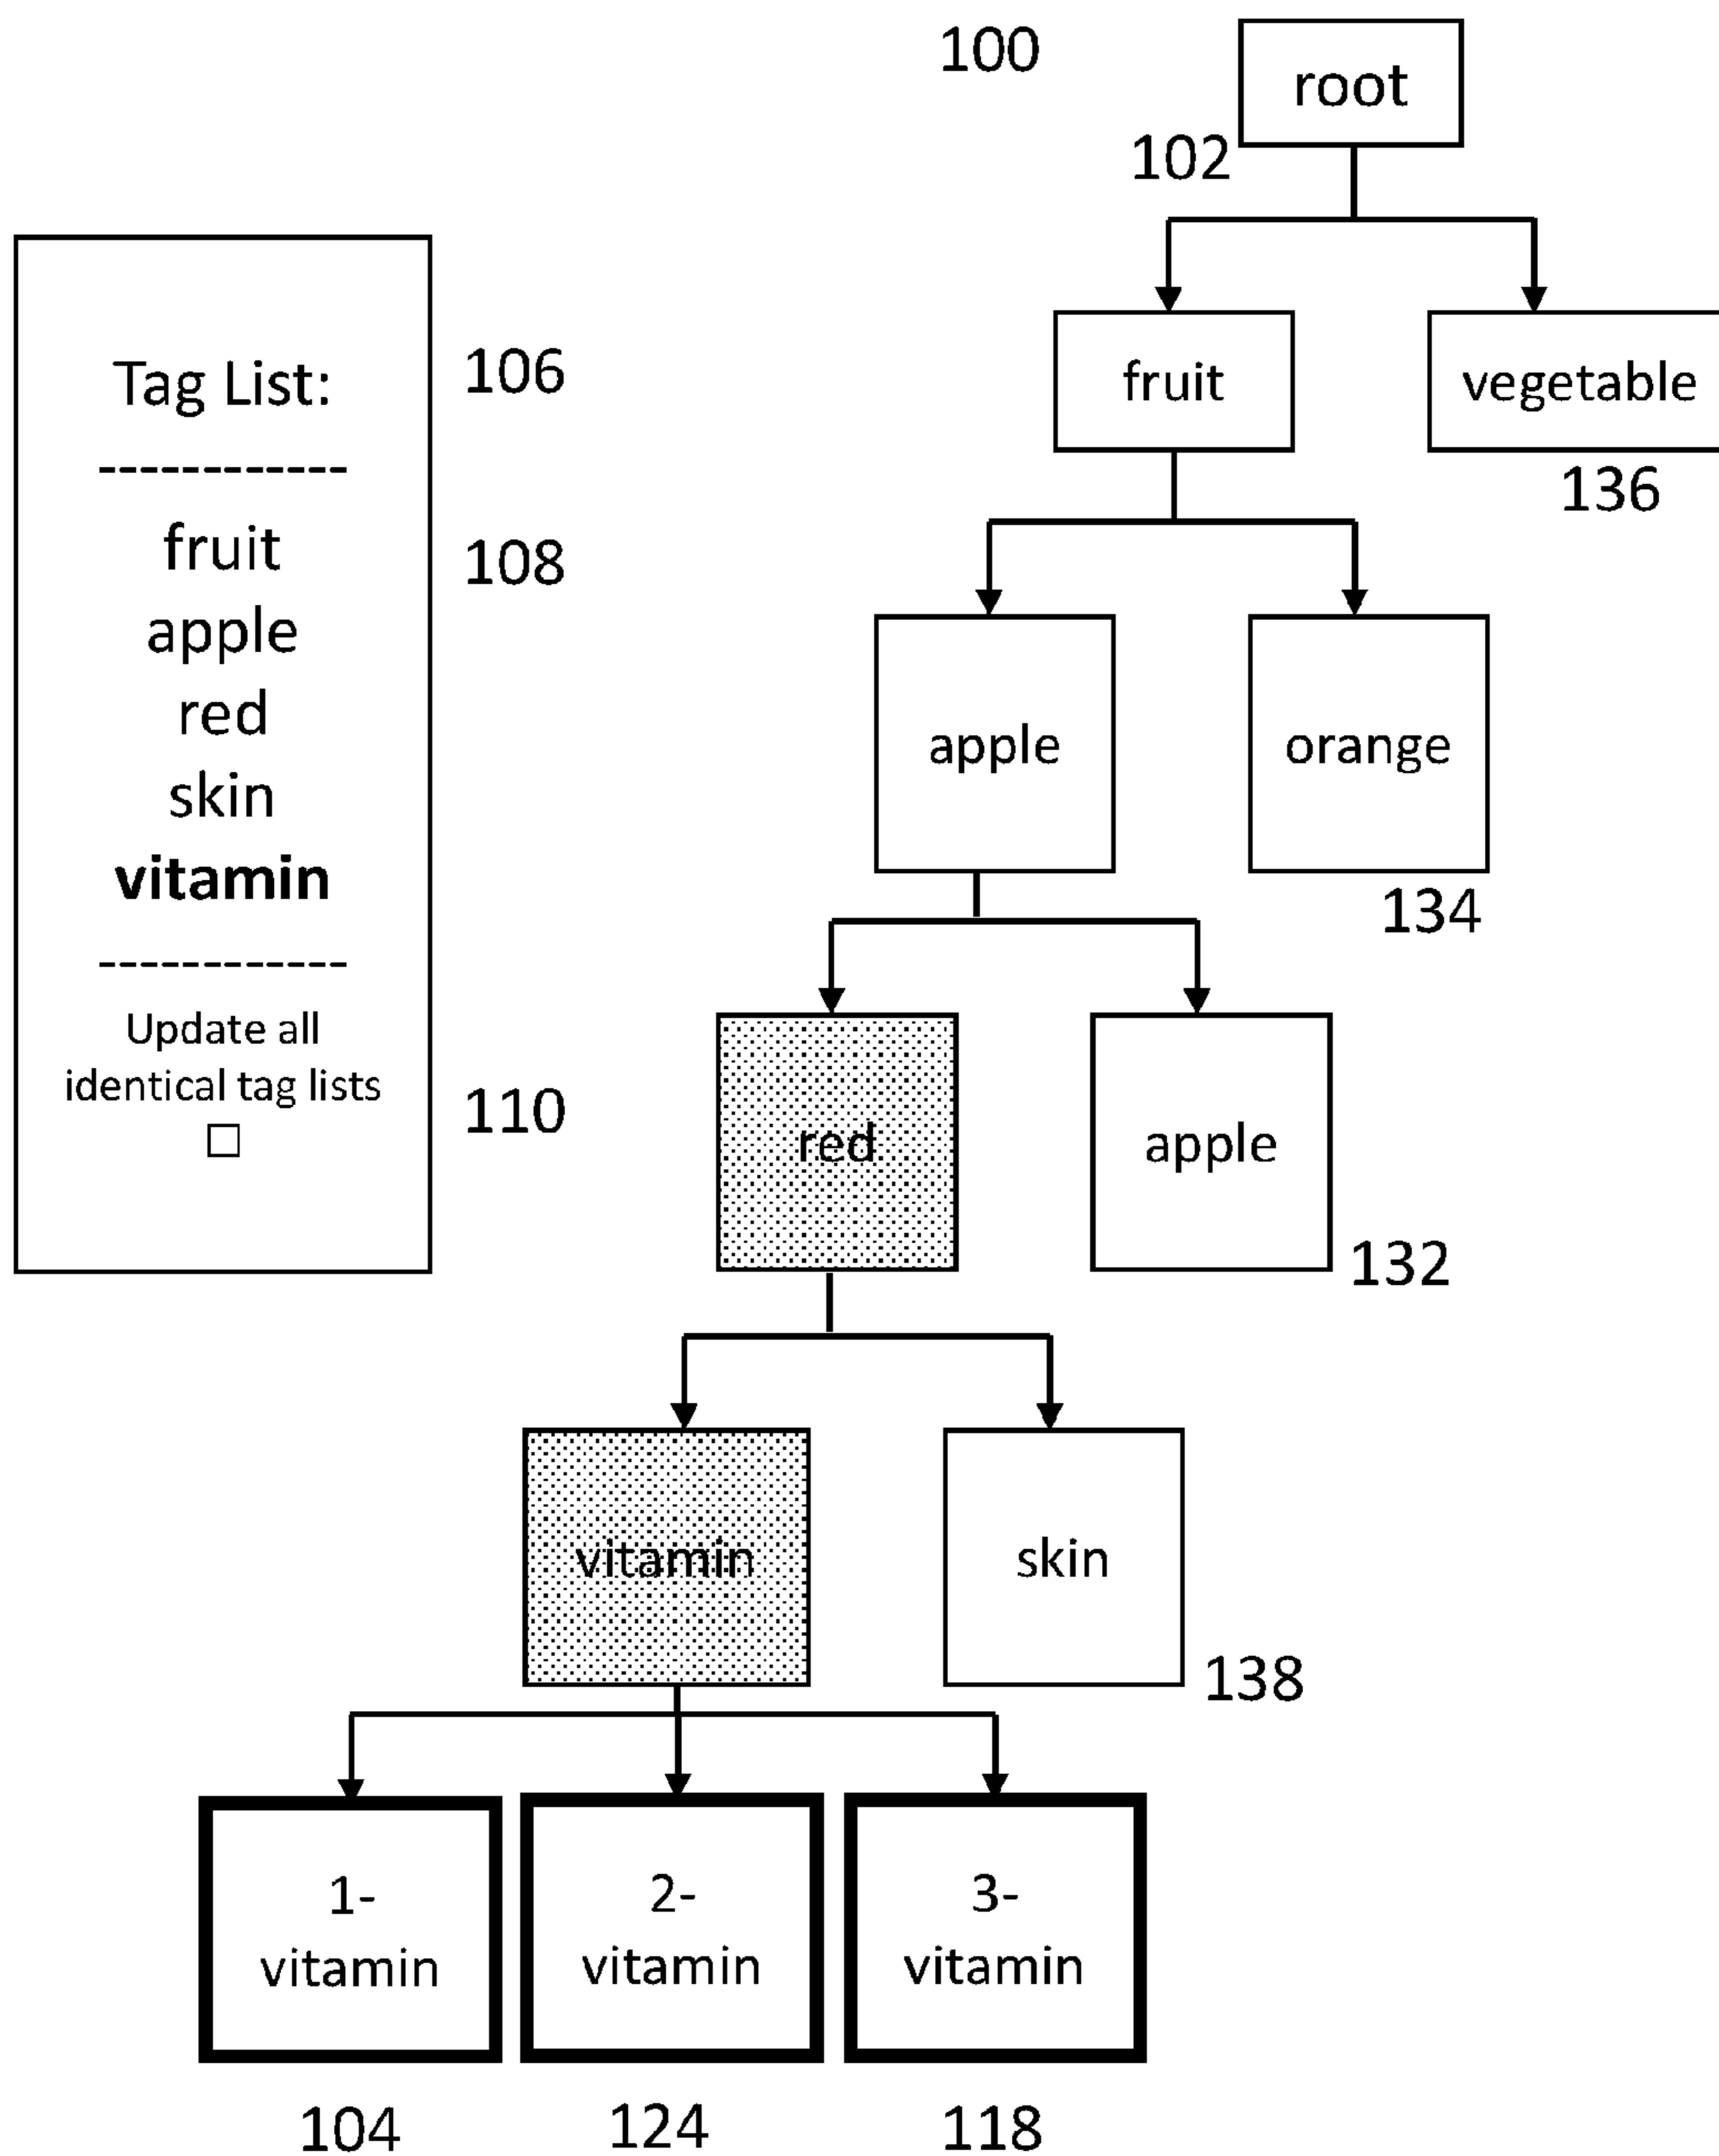 100
root
102
Tag List:
106
------------
fruit
vegetable
136
fruit
108
apple
red
skin
vitamin
------------
apple
orange
134
Update all
identical tag lists
110
red
apple
132
vitamin
skin
138
1-
vitamin
2-
vitamin
3-
vitamin
104
124
118